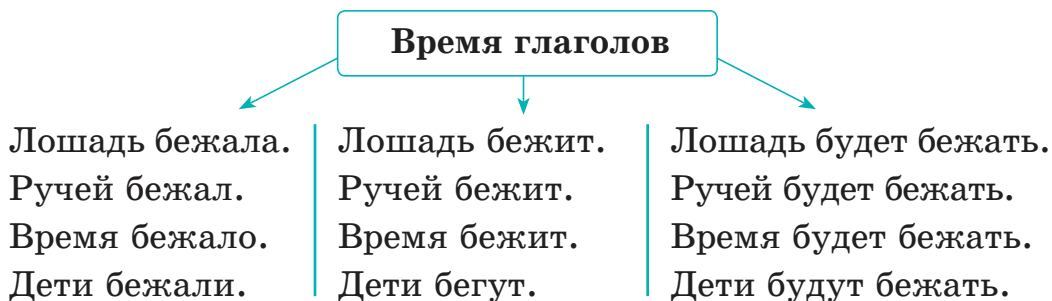 Время глаголов
Лошадь бежала.
Ручей бежал.
Время бежало.
Дети бежали.
Лошадь бежит.
Ручей бежит.
Время бежит.
Дети бегут.
Лошадь будет бежать.
Ручей будет бежать.
Время будет бежать.
Дети будут бежать.